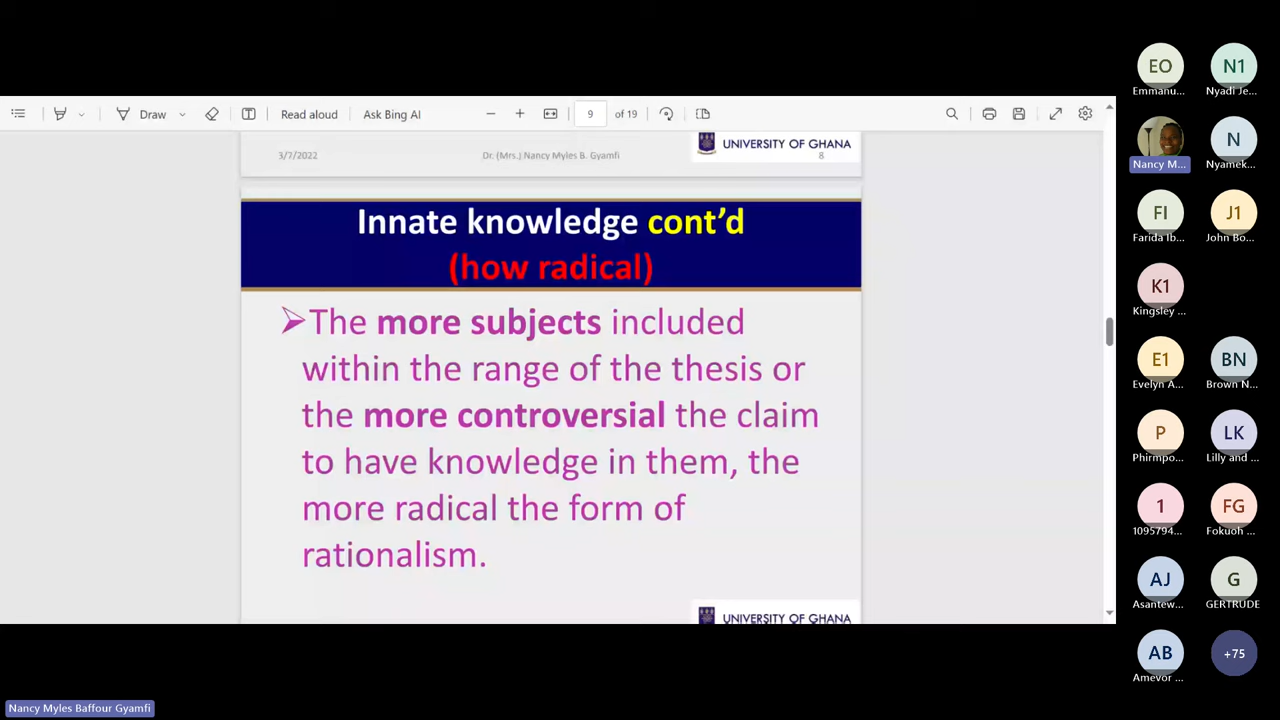 Read aloud
Ask Bing AI
Draw
9 of 19
3/7/2022
Dr. (Mrs.) Nancy Myles B. Gyamfi
UNIVERSITY OF GHANA
8
Innate knowledge cont’d
(how radical)
➢The more subjects included
within the range of the thesis or
the more controversial the claim
to have knowledge in them, the
more radical the form of
rationalism.
UNIVERSITY OF GHANA
EO
Emmanu...
N1
Nyadi Je...
Nancy M...
N
Nyamek...
FI
Farida Ib...
J1
John Bo...
K1
Kingsley ...
E1
Evelyn A...
BN
Brown N...
P
Phirmpo...
LK
Lilly and ...
1
1095794...
FG
Fokuoh ...
AJ
Asantew...
G
GERTRUDE
AB
Amevor ...
+75
Nancy Myles Baffour Gyamfi